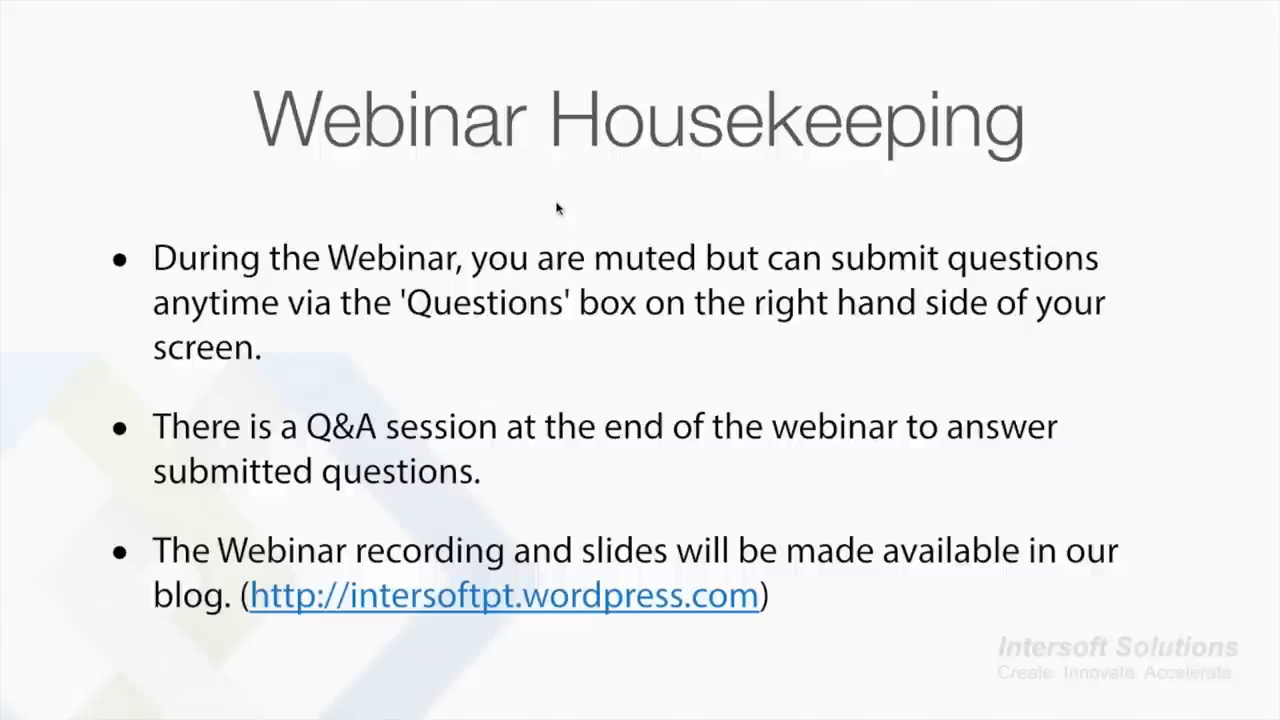 Webinar Housekeeping
• During the Webinar, you are muted but can submit questions
anytime via the 'Questions' box on the right hand side of your
screen.
• There is a Q&A session at the end of the webinar to answer
submitted questions.
• The Webinar recording and slides will be made available in our
blog. (http://intersoftpt.wordpress.com)
Intersoft Solutions
Create. Innovate. Accelerate.